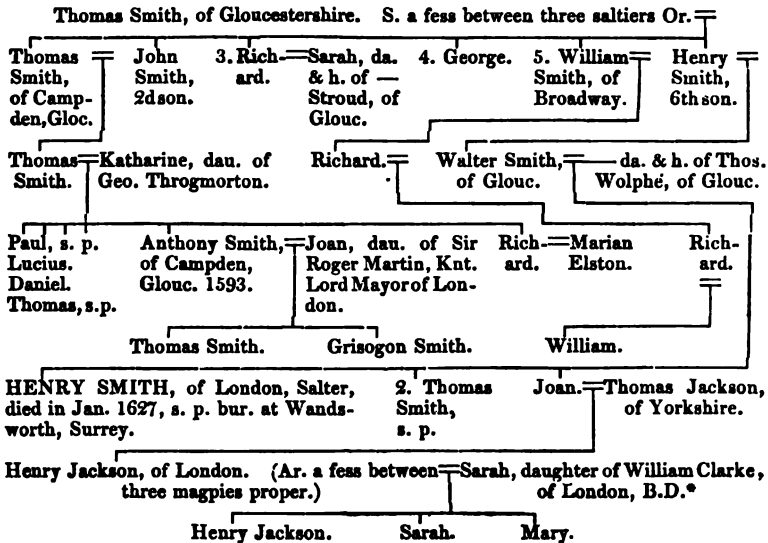 Thomas Smith, of Gloucestershire. S. a fess between three saltiers Or.
Thomas Smith, of Campden, Gloc.
John Smith, 2d son.
3. Richard.
Sarah, da. & h. of — Stroud, of Glouc.
4. George.
5. William Smith, of Broadway.
Henry Smith, 6th son.
Thomas Smith.
Katharine, dau. of Geo. Throgmorton.
Richard.
Walter Smith, of Glouc.
— da. & h. of Thos. Wolphe, of Glouc.
Paul, s. p.
Lucius.
Daniel.
Thomas, s.p.
Anthony Smith, of Campden, Glouc. 1593.
Joan, dau. of Sir Roger Martin, Knt. Lord Mayor of London.
Richard.
Marian Elston.
Richard.
Thomas Smith.
Grisogon Smith.
William.
HENRY SMITH, of London, Salter, died in Jan. 1627, s. p. bur. at Wandsworth, Surrey.
2. Thomas Smith, s. p.
Joan.
Thomas Jackson, of Yorkshire.
Henry Jackson, of London. (Ar. a fess between three magpies proper.)
Sarah, daughter of William Clarke, of London, B.D.*
Henry Jackson.
Sarah.
Mary.